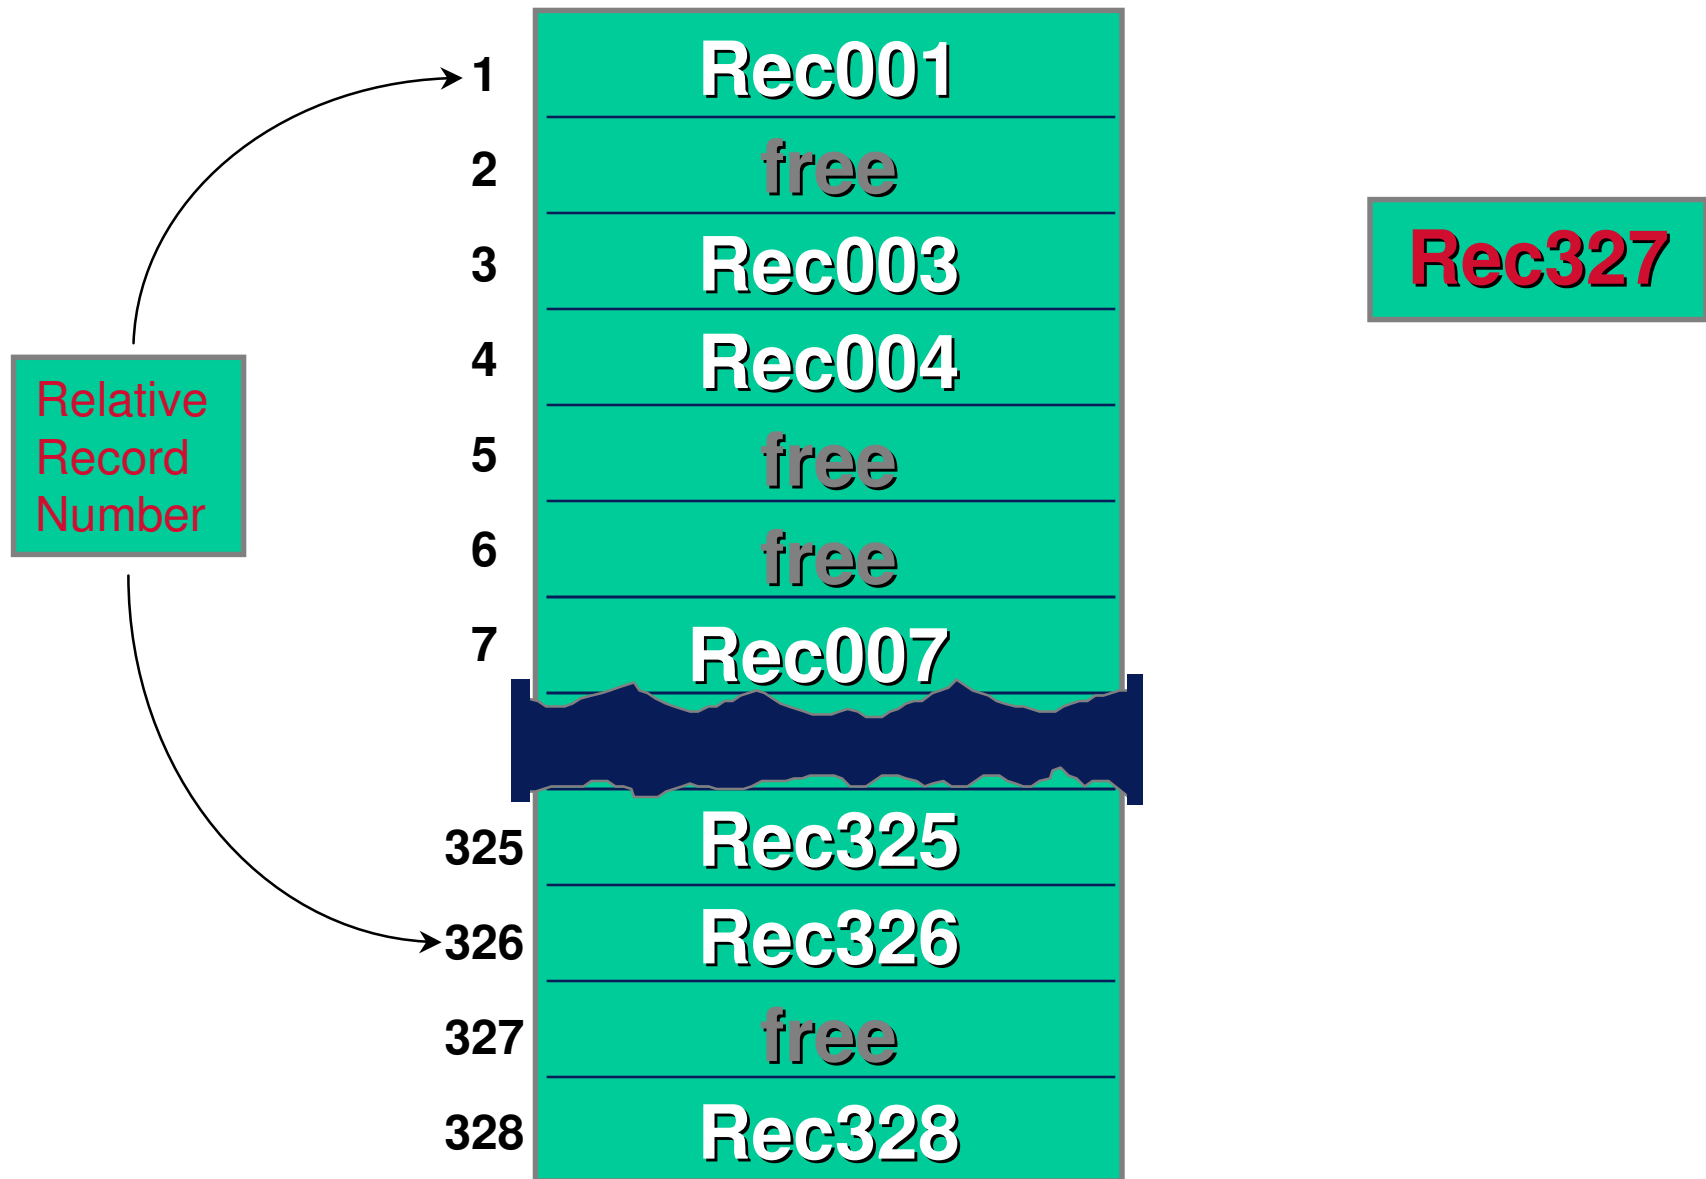 1 Rec001
2 free
3 Rec003
4 Rec004
5 free
6 free
7 Rec007
325 Rec325
326 Rec326
327 free
328 Rec328
Relative
Record
Number
Rec327